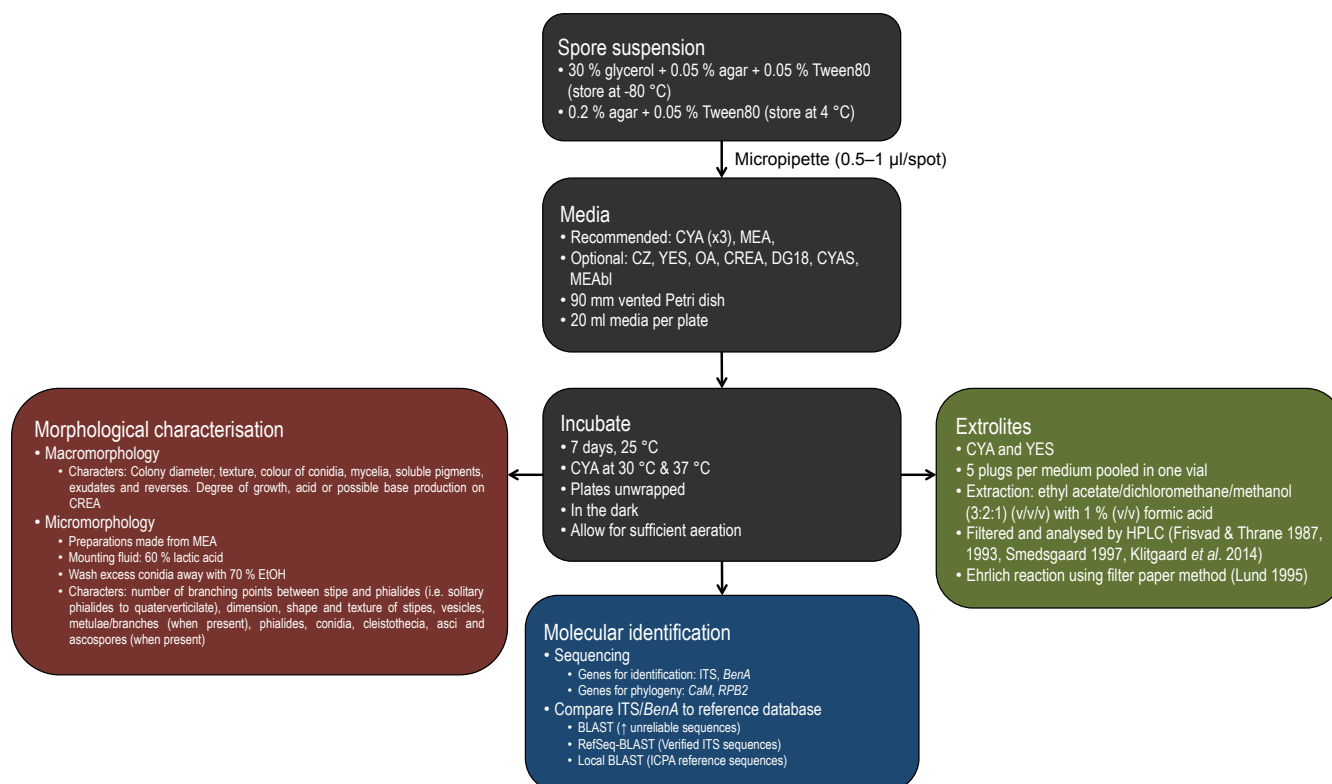 Spore suspension
• 30 % glycerol + 0.05 % agar + 0.05 % Tween80
(store at -80 °C)
• 0.2 % agar + 0.05 % Tween80 (store at 4 °C)
Micropipette (0.5–1 µl/spot)
Media
• Recommended: CYA (x3), MEA,
• Optional: CZ, YES, OA, CREA, DG18, CYAS,
MEAbl
• 90 mm vented Petri dish
• 20 ml media per plate
Morphological characterisation
• Macromorphology
• Characters: Colony diameter, texture, colour of conidia, mycelia, soluble pigments,
exudates and reverses. Degree of growth, acid or possible base production on
CREA
• Micromorphology
• Preparations made from MEA
• Mounting fluid: 60 % lactic acid
• Wash excess conidia away with 70 % EtOH
• Characters: number of branching points between stipe and phialides (i.e. solitary
phialides to quaterverticilate), dimension, shape and texture of stipes, vesicles,
metulae/branches (when present), phialides, conidia, cleistothecia, asci and
ascospores (when present)
Incubate
• 7 days, 25 °C
• CYA at 30 °C & 37 °C
• Plates unwrapped
• In the dark
• Allow for sufficient aeration
Extrolites
• CYA and YES
• 5 plugs per medium pooled in one vial
• Extraction: ethyl acetate/dichloromethane/methanol
(3:2:1) (v/v/v) with 1 % (v/v) formic acid
• Filtered and analysed by HPLC (Frisvad & Thrane 1987,
1993, Smedsgaard 1997, Klitgaard et al. 2014)
• Ehrlich reaction using filter paper method (Lund 1995)
Molecular identification
• Sequencing
• Genes for identification: ITS, BenA
• Genes for phylogeny: CaM, RPB2
• Compare ITS/BenA to reference database
• BLAST (↑ unreliable sequences)
• RefSeq-BLAST (Verified ITS sequences)
• Local BLAST (ICPA reference sequences)